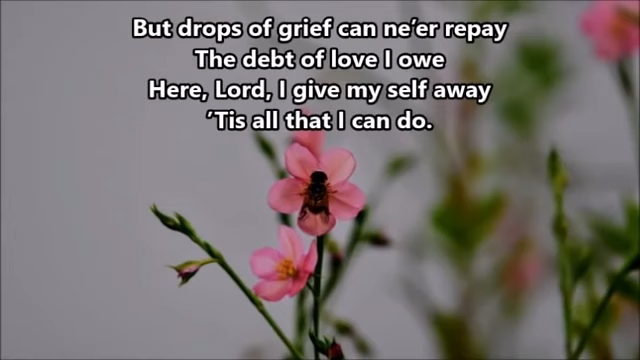 But drops of grief can ne’er repay
The debt of love I owe
Here, Lord, I give my self away
’Tis all that I can do.